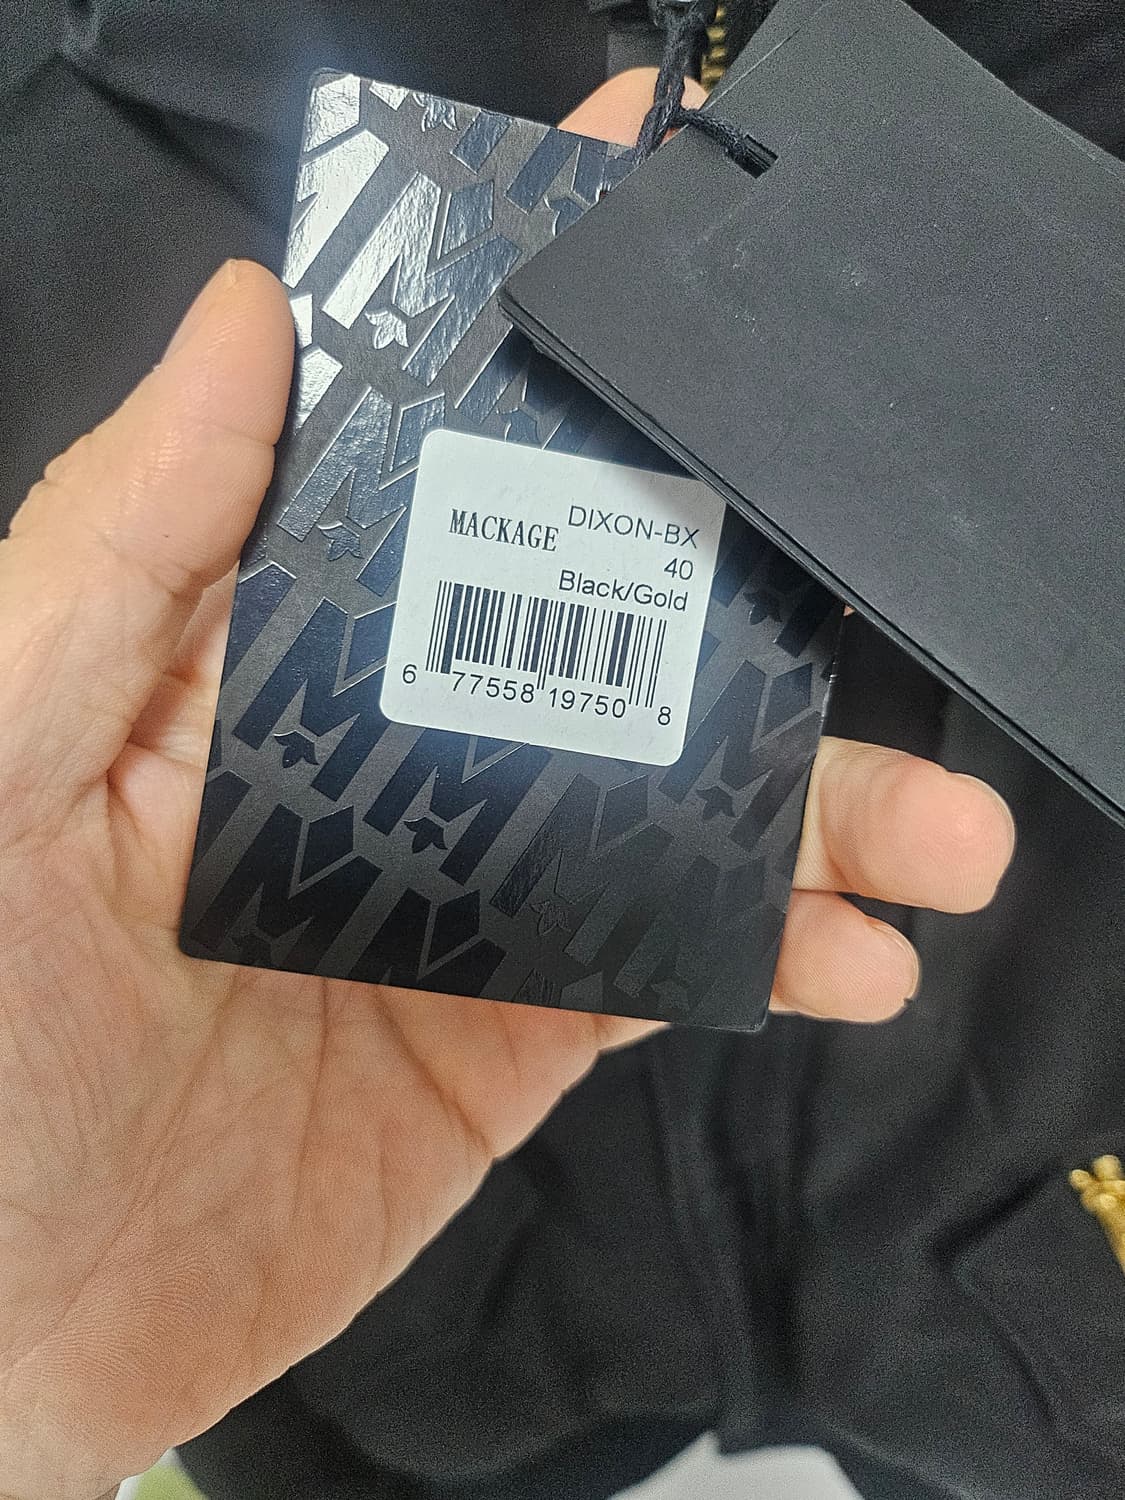 MACKAGE DIXON-BX
40
Black/Gold
6 77558 19750 8